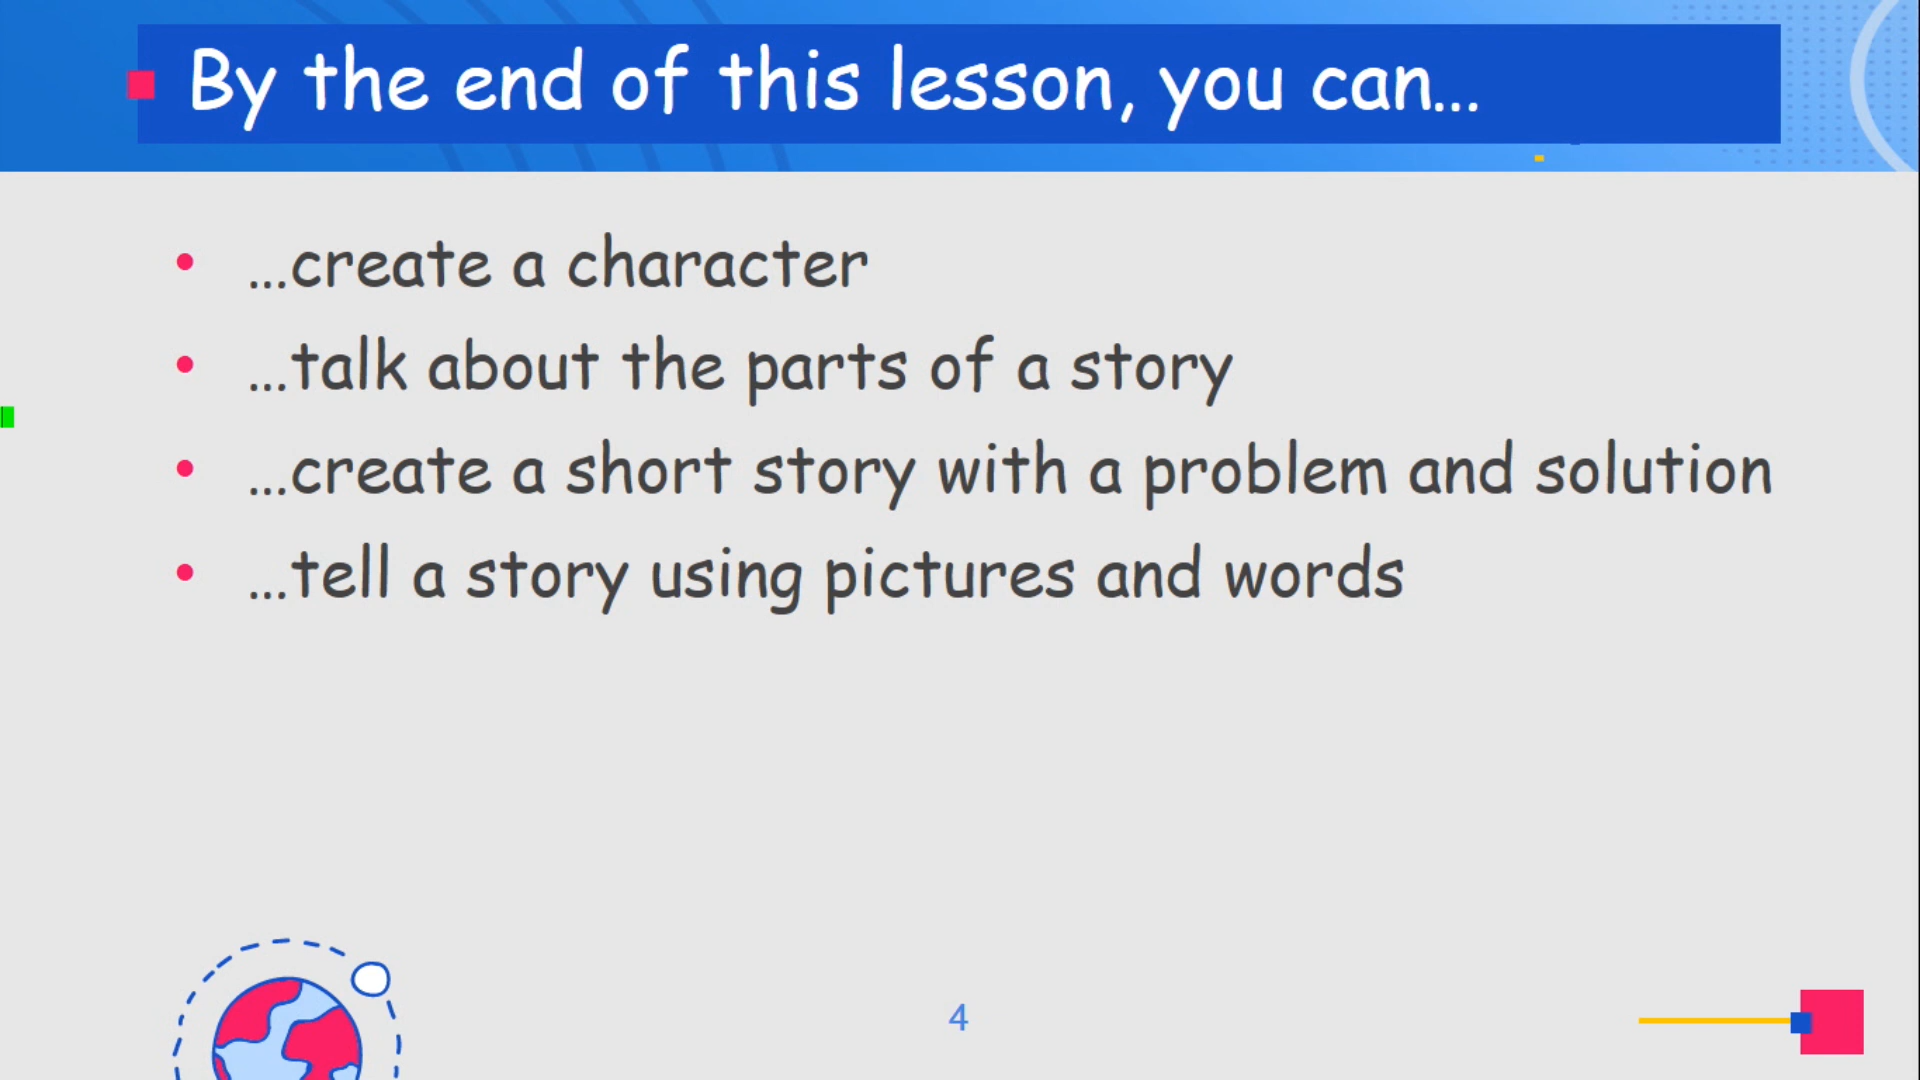 By the end of this lesson, you can...
• ...create a character
• ...talk about the parts of a story
• ...create a short story with a problem and solution
• ...tell a story using pictures and words
4